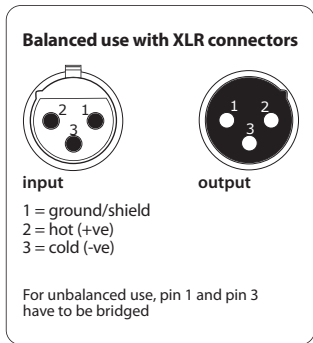 Balanced use with XLR connectors
2 1
3
1 2
3
input output
1 = ground/shield
2 = hot (+ve)
3 = cold (-ve)
For unbalanced use, pin 1 and pin 3
have to be bridged